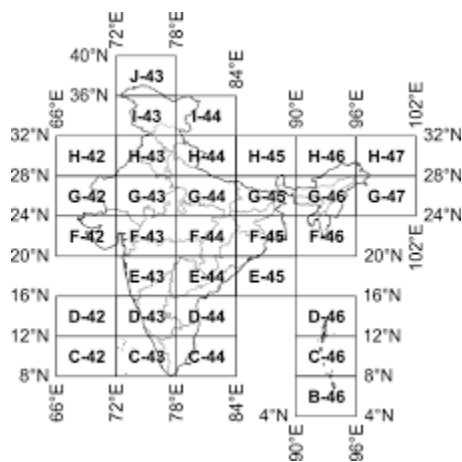 72°E 78°E
40°N J-43 84°E
36°N
66°E I-43 I-44 90°E 96°E 102°E
32°N 32°N
H-42 H-43 H-44 H-45 H-46 H-47
28°N 28°N
G-42 G-43 G-44 G-45 G-46 G-47
24°N 24°N
F-42 F-43 F-44 F-45 F-46
20°N 20°N 102°E
E-43 E-44 E-45
16°N 16°N
D-42 D-43 D-44 D-46
12°N 12°N
C-42 C-43 C-44 C-46
8°N 8°N
66°E 72°E 78°E 84°E B-46
4°N 4°N
90°E 96°E